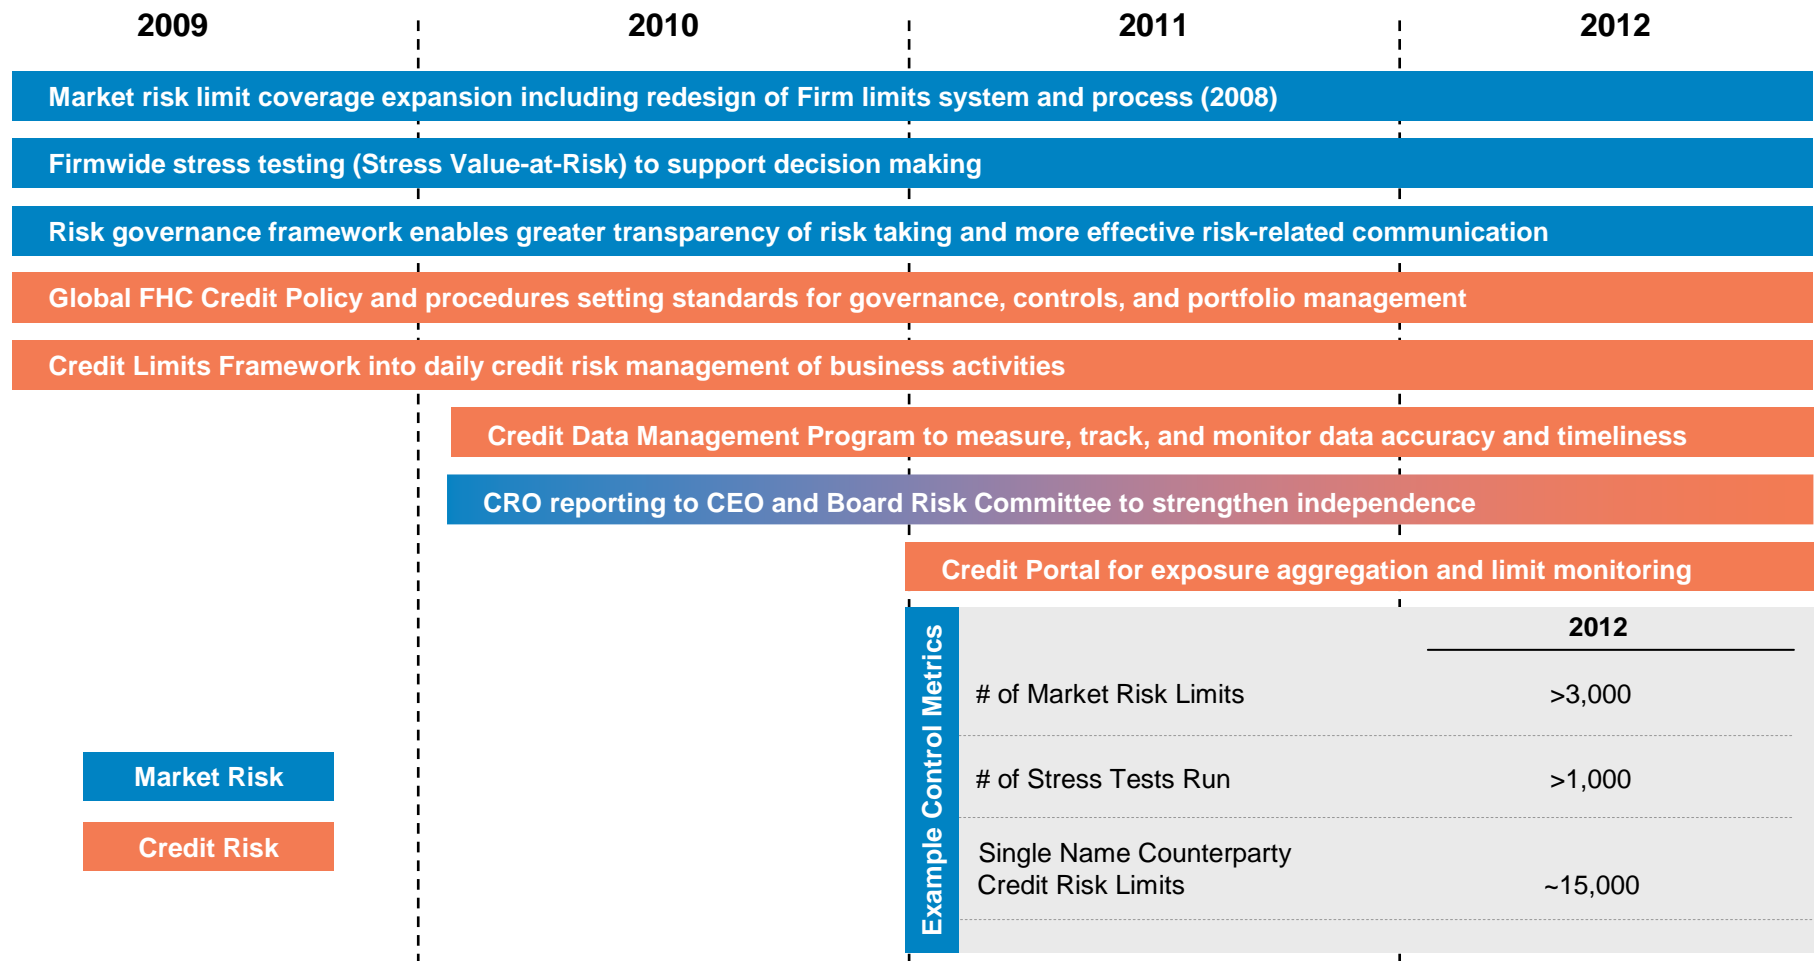 2009
2010
2011
2012
Market risk limit coverage expansion including redesign of Firm limits system and process (2008)
Firmwide stress testing (Stress Value-at-Risk) to support decision making
Risk governance framework enables greater transparency of risk taking and more effective risk-related communication
Global FHC Credit Policy and procedures setting standards for governance, controls, and portfolio management
Credit Limits Framework into daily credit risk management of business activities
Credit Data Management Program to measure, track, and monitor data accuracy and timeliness
CRO reporting to CEO and Board Risk Committee to strengthen independence
Credit Portal for exposure aggregation and limit monitoring
Market Risk
Credit Risk
Example Control Metrics
2012
# of Market Risk Limits
>3,000
# of Stress Tests Run
>1,000
Single Name Counterparty
Credit Risk Limits
~15,000